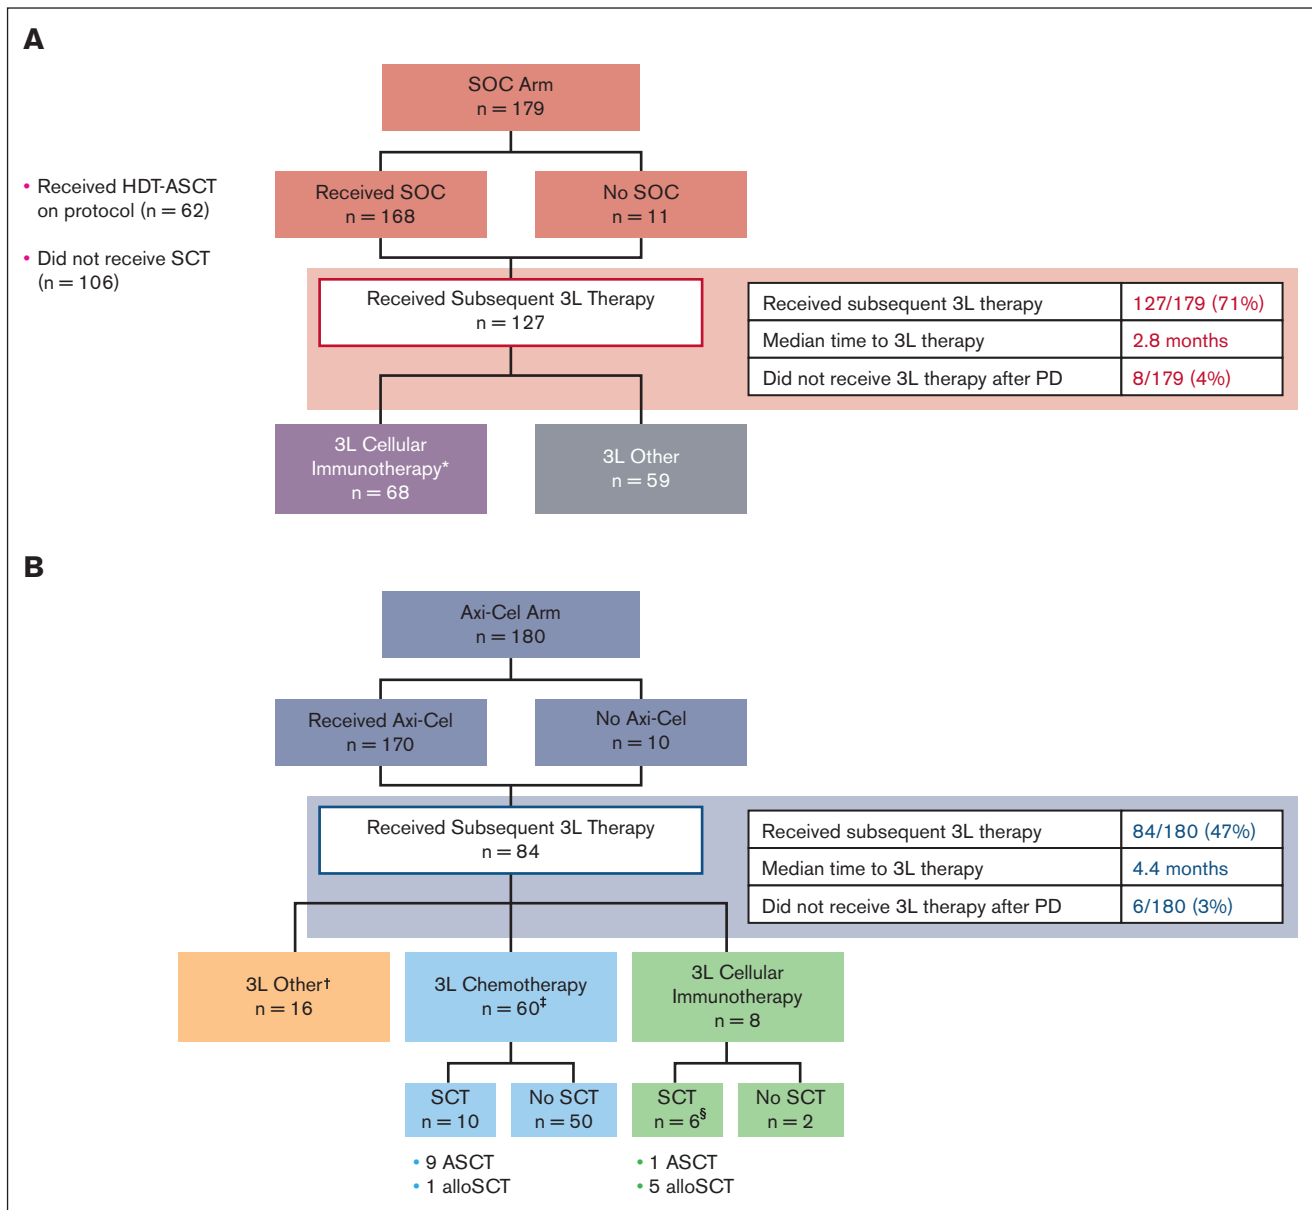 A
SOC Arm
n = 179
• Received HDT-ASCT
on protocol (n = 62)
• Did not receive SCT
(n = 106)
Received SOC
n = 168
No SOC
n = 11
Received Subsequent 3L Therapy
n = 127
Received subsequent 3L therapy 127/179 (71%)
Median time to 3L therapy 2.8 months
Did not receive 3L therapy after PD 8/179 (4%)
3L Cellular
Immunotherapy*
n = 68
3L Other
n = 59
B
Axi-Cel Arm
n = 180
Received Axi-Cel
n = 170
No Axi-Cel
n = 10
Received Subsequent 3L Therapy
n = 84
Received subsequent 3L therapy 84/180 (47%)
Median time to 3L therapy 4.4 months
Did not receive 3L therapy after PD 6/180 (3%)
3L Other†
n = 16
3L Chemotherapy
n = 60‡
3L Cellular
Immunotherapy
n = 8
SCT
n = 10
No SCT
n = 50
SCT
n = 6§
No SCT
n = 2
• 9 ASCT
• 1 alloSCT
• 1 ASCT
• 5 alloSCT